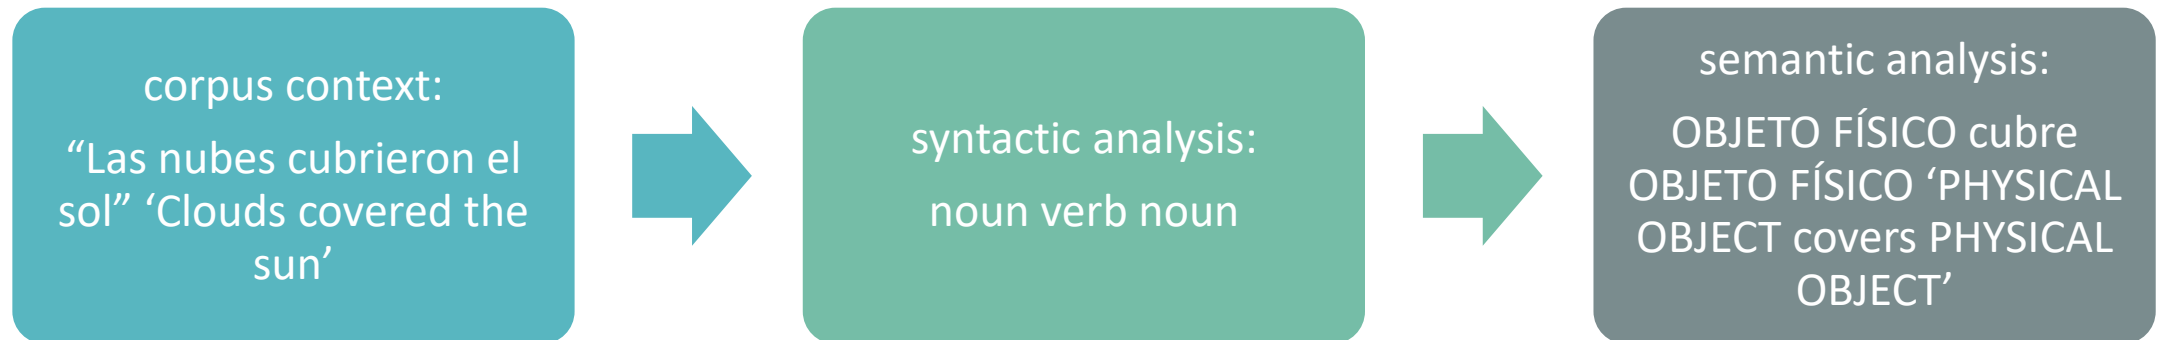 corpus context:
“Las nubes cubrieron el
sol” ‘Clouds covered the
sun’
syntactic analysis:
noun verb noun
semantic analysis:
OBJETO FÍSICO cubre
OBJETO FÍSICO ‘PHYSICAL
OBJECT covers PHYSICAL
OBJECT’